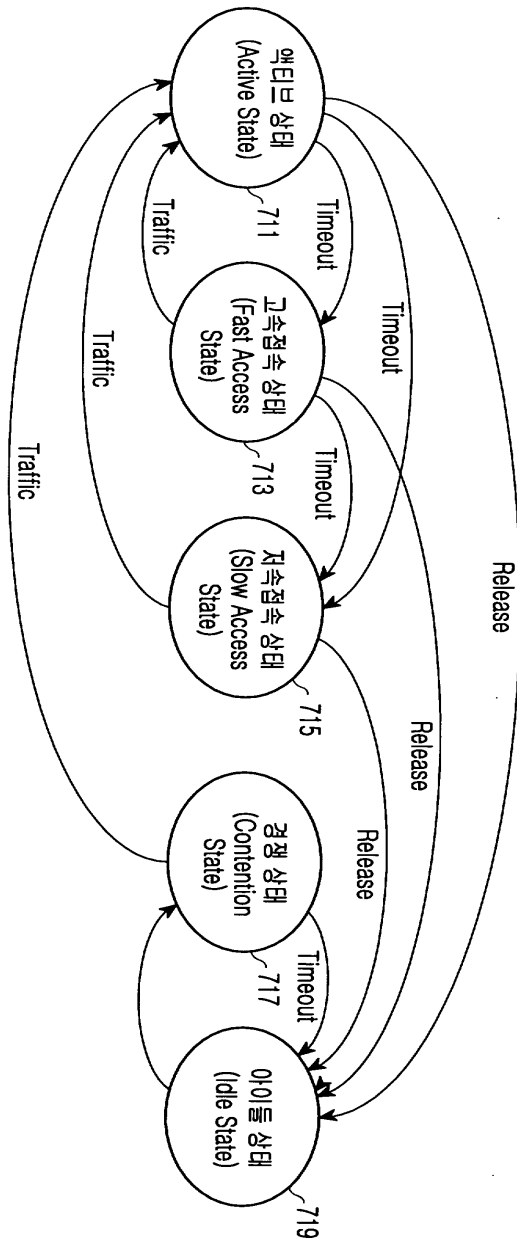 액티브 상태
(Active State)
711
Timeout
Traffic
고속접속 상태
(Fast Access
State)
713
Timeout
Traffic
Timeout
저속접속 상태
(Slow Access
State)
715
Release
Release
Release
Traffic
경쟁 상태
(Contention
State)
717
Timeout
아이들 상태
(Idle State)
719